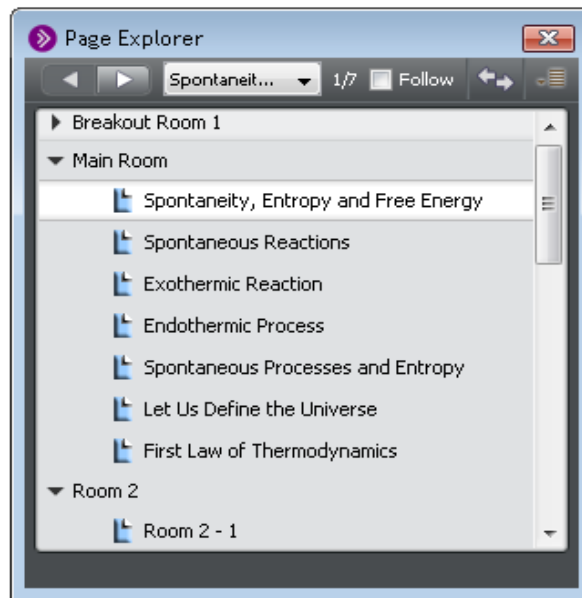 Page Explorer
Spontaneit... 1/7 Follow
Breakout Room 1
Main Room
Spontaneity, Entropy and Free Energy
Spontaneous Reactions
Exothermic Reaction
Endothermic Process
Spontaneous Processes and Entropy
Let Us Define the Universe
First Law of Thermodynamics
Room 2
Room 2 - 1